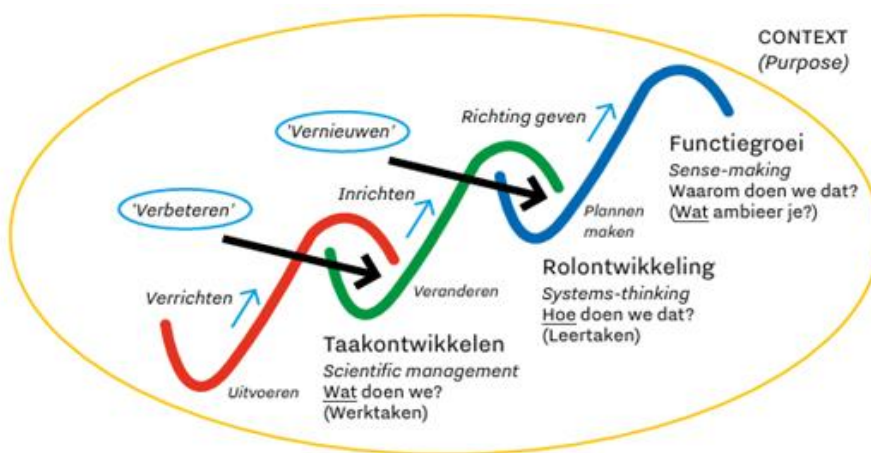 CONTEXT
(Purpose)
'Vernieuwen'
Richting geven
Functiegroei
Sense-making
Waarom doen we dat?
(Wat ambieer je?)
'Verbeteren'
Inrichten
Plannen
maken
Rolontwikkeling
Systems-thinking
Hoe doen we dat?
(Leertaken)
Verrichten
Veranderen
Taakontwikkelen
Scientific management
Wat doen we?
(Werktaken)
Uitvoeren